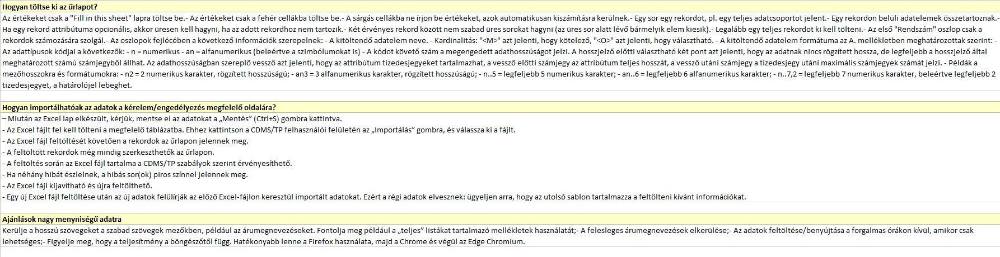 Hogyan töltse ki az űrlapot?
Az értékeket csak a "Fill in this sheet" lapra töltse be.- Az értékeket csak a fehér cellákba töltse be.- A sárgás cellákba ne írjon be értékeket, azok automatikusan kiszámításra kerülnek.- Egy sor egy rekordot, pl. egy teljes adatcsoportot jelent.- Egy rekordon belüli adatelemek összetartoznak.-
Ha egy rekord attribútuma opcionális, akkor üresen kell hagyni, ha az adott rekordhoz nem tartozik.- Két érvényes rekord között nem szabad üres sorokat hagyni (az üres sor alatt lévő bármelyik elem kiesik).- Legalább egy teljes rekordot ki kell tölteni.- Az első "Rendszám" oszlop csak a
rekordok számozására szolgál.- Az oszlopok fejlécében a következő információk szerepelnek: - A kitöltendő adatelem neve. - Kardinalitás: "<M>" azt jelenti, hogy kötelező, "<O>" azt jelenti, hogy választható. - A kitöltendő adatelem formátuma az A. mellékletben meghatározottak szerint: -
Az adattípusok kódjai a következők: - n = numerikus - an = alfanumerikus (beleértve a szimbólumokat is) - A kódot követő szám a megengedett adathosszúságot jelzi. A hosszjelző előtti választható két pont azt jelenti, hogy az adatnak nincs rögzített hossza, de legfeljebb a hosszjelző által
meghatározott számú számjegyből állhat. Az adathosszúságban szereplő vessző azt jelenti, hogy az attribútum tizedesjegyeket tartalmazhat, a vessző előtti számjegy az attribútum teljes hosszát, a vessző utáni számjegy a tizedesjegy utáni maximális számjegyek számát jelzi. - Példák a
mezőhosszokra és formátumokra: - n2 = 2 numerikus karakter, rögzített hosszúságú; - an3 = 3 alfanumerikus karakter, rögzített hosszúságú; - n..5 = legfeljebb 5 numerikus karakter; - an..6 = legfeljebb 6 alfanumerikus karakter; - n..7,2 = legfeljebb 7 numerikus karakter, beleértve legfeljebb 2
tizedesjegyet, a határolójel lebeghet.
Hogyan importálhatóak az adatok a kérelem/engedélyezés megfelelő oldalára?
– Miután az Excel lap elkészült, kérjük, mentse el az adatokat a „Mentés” (Ctrl+S) gombra kattintva.
- Az Excel fájlt fel kell tölteni a megfelelő táblázatba. Ehhez kattintson a CDMS/TP felhasználói felületén az „Importálás” gombra, és válassza ki a fájlt.
- Az Excel fájl feltöltését követően a rekordok az űrlapon jelennek meg.
- A feltöltött rekordok még mindig szerkeszthetők az űrlapon.
- A feltöltés során az Excel fájl tartalma a CDMS/TP szabályok szerint érvényesíthető.
- Ha néhány hibát észlelnek, a hibás sor(ok) piros színnel jelennek meg.
- Az Excel fájl kijavítható és újra feltölthető.
- Egy új Excel fájl feltöltése után az új adatok felülírják az előző Excel-fájlon keresztül importált adatokat. Ezért a régi adatok elvesznek: ügyeljen arra, hogy az utolsó sablon tartalmazza a feltölteni kívánt információkat.
Ajánlások nagy menyniségű adatra
Kerülje a hosszú szövegeket a szabad szövegek mezőkben, például az árumegnevezéseket. Fontolja meg például a „teljes” listákat tartalmazó mellékletek használatát;- A felesleges árumegnevezések elkerülése;- Az adatok feltöltése/benyújtása a forgalmas órákon kívül, amikor csak
lehetséges;- Figyelje meg, hogy a teljesítmény a böngészőtől függ. Hatékonyabb lenne a Firefox használata, majd a Chrome és végül az Edge Chromium.